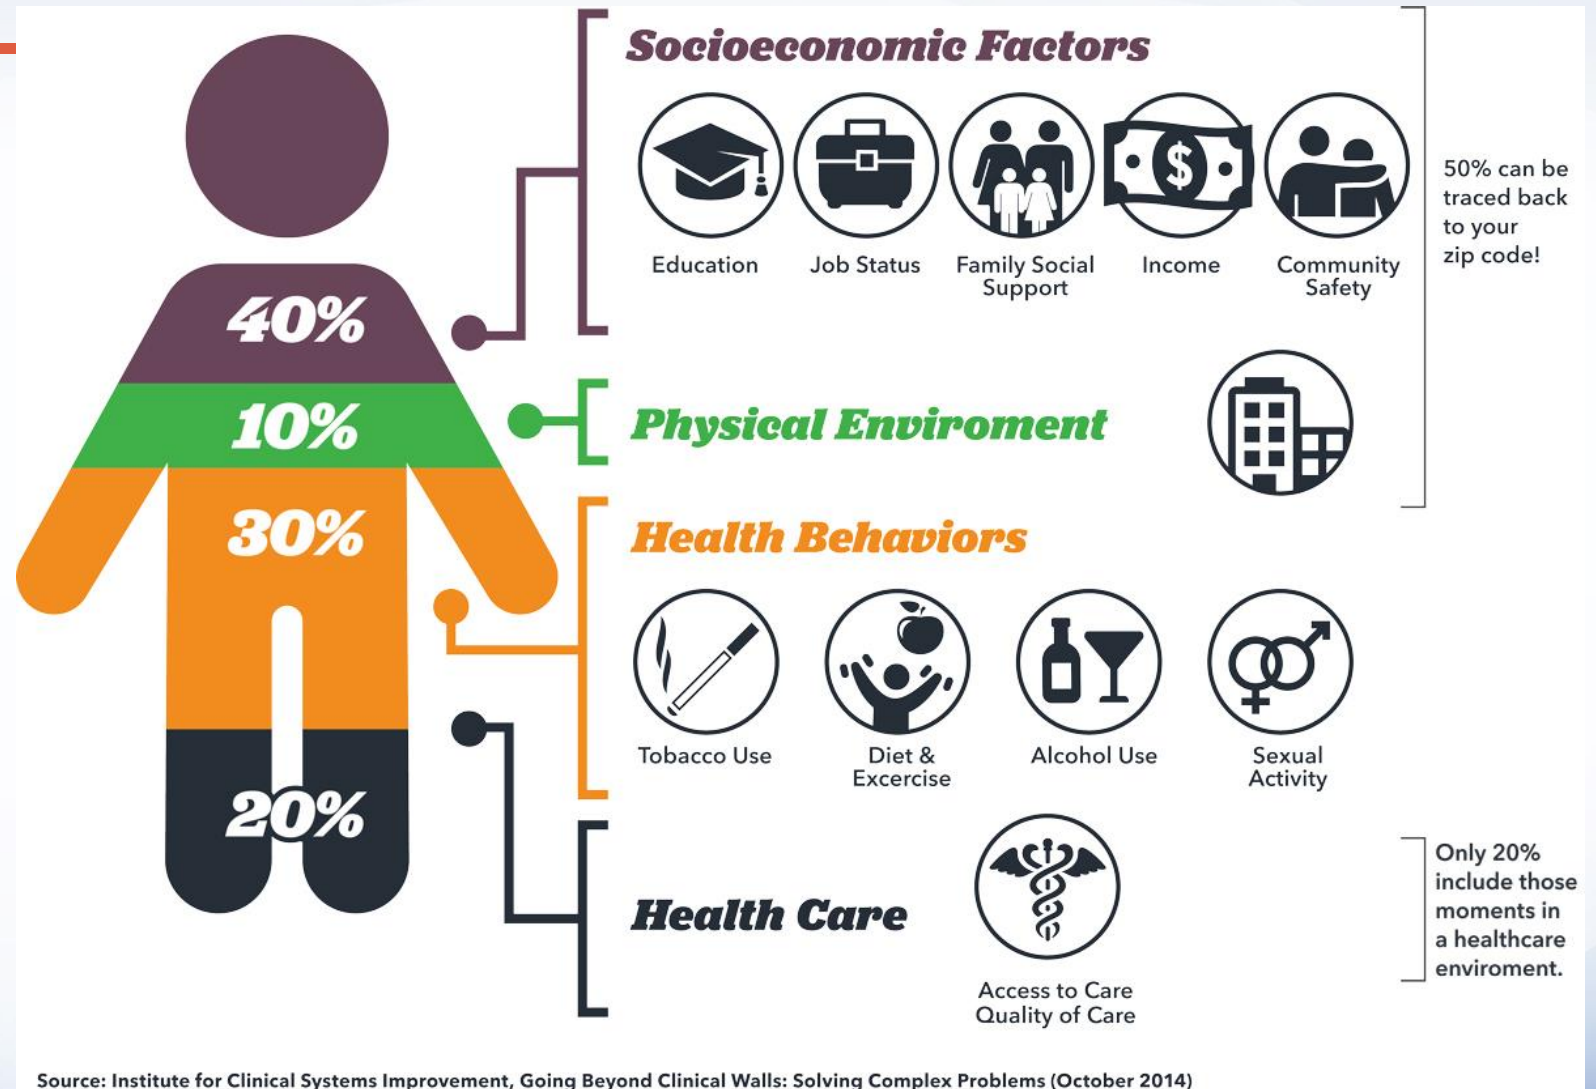 Socioeconomic Factors
Education
Job Status
Family Social
Support
Income
Community
Safety
50% can be
traced back
to your
zip code!
40%
10%
Physical Enviroment
30%
Health Behaviors
Tobacco Use
Diet &
Excercise
Alcohol Use
Sexual
Activity
20%
Health Care
Access to Care
Quality of Care
Only 20%
include those
moments in
a healthcare
enviroment.
Source: Institute for Clinical Systems Improvement, Going Beyond Clinical Walls: Solving Complex Problems (October 2014)